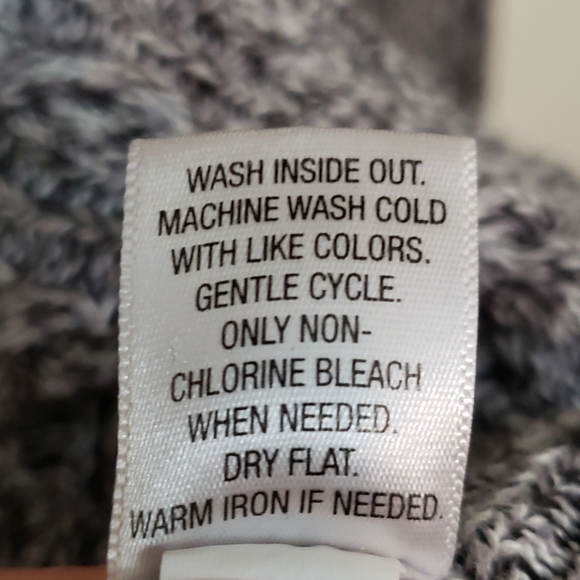 WASH INSIDE OUT.
MACHINE WASH COLD
WITH LIKE COLORS.
GENTLE CYCLE.
ONLY NON-
CHLORINE BLEACH
WHEN NEEDED.
DRY FLAT.
WARM IRON IF NEEDED.